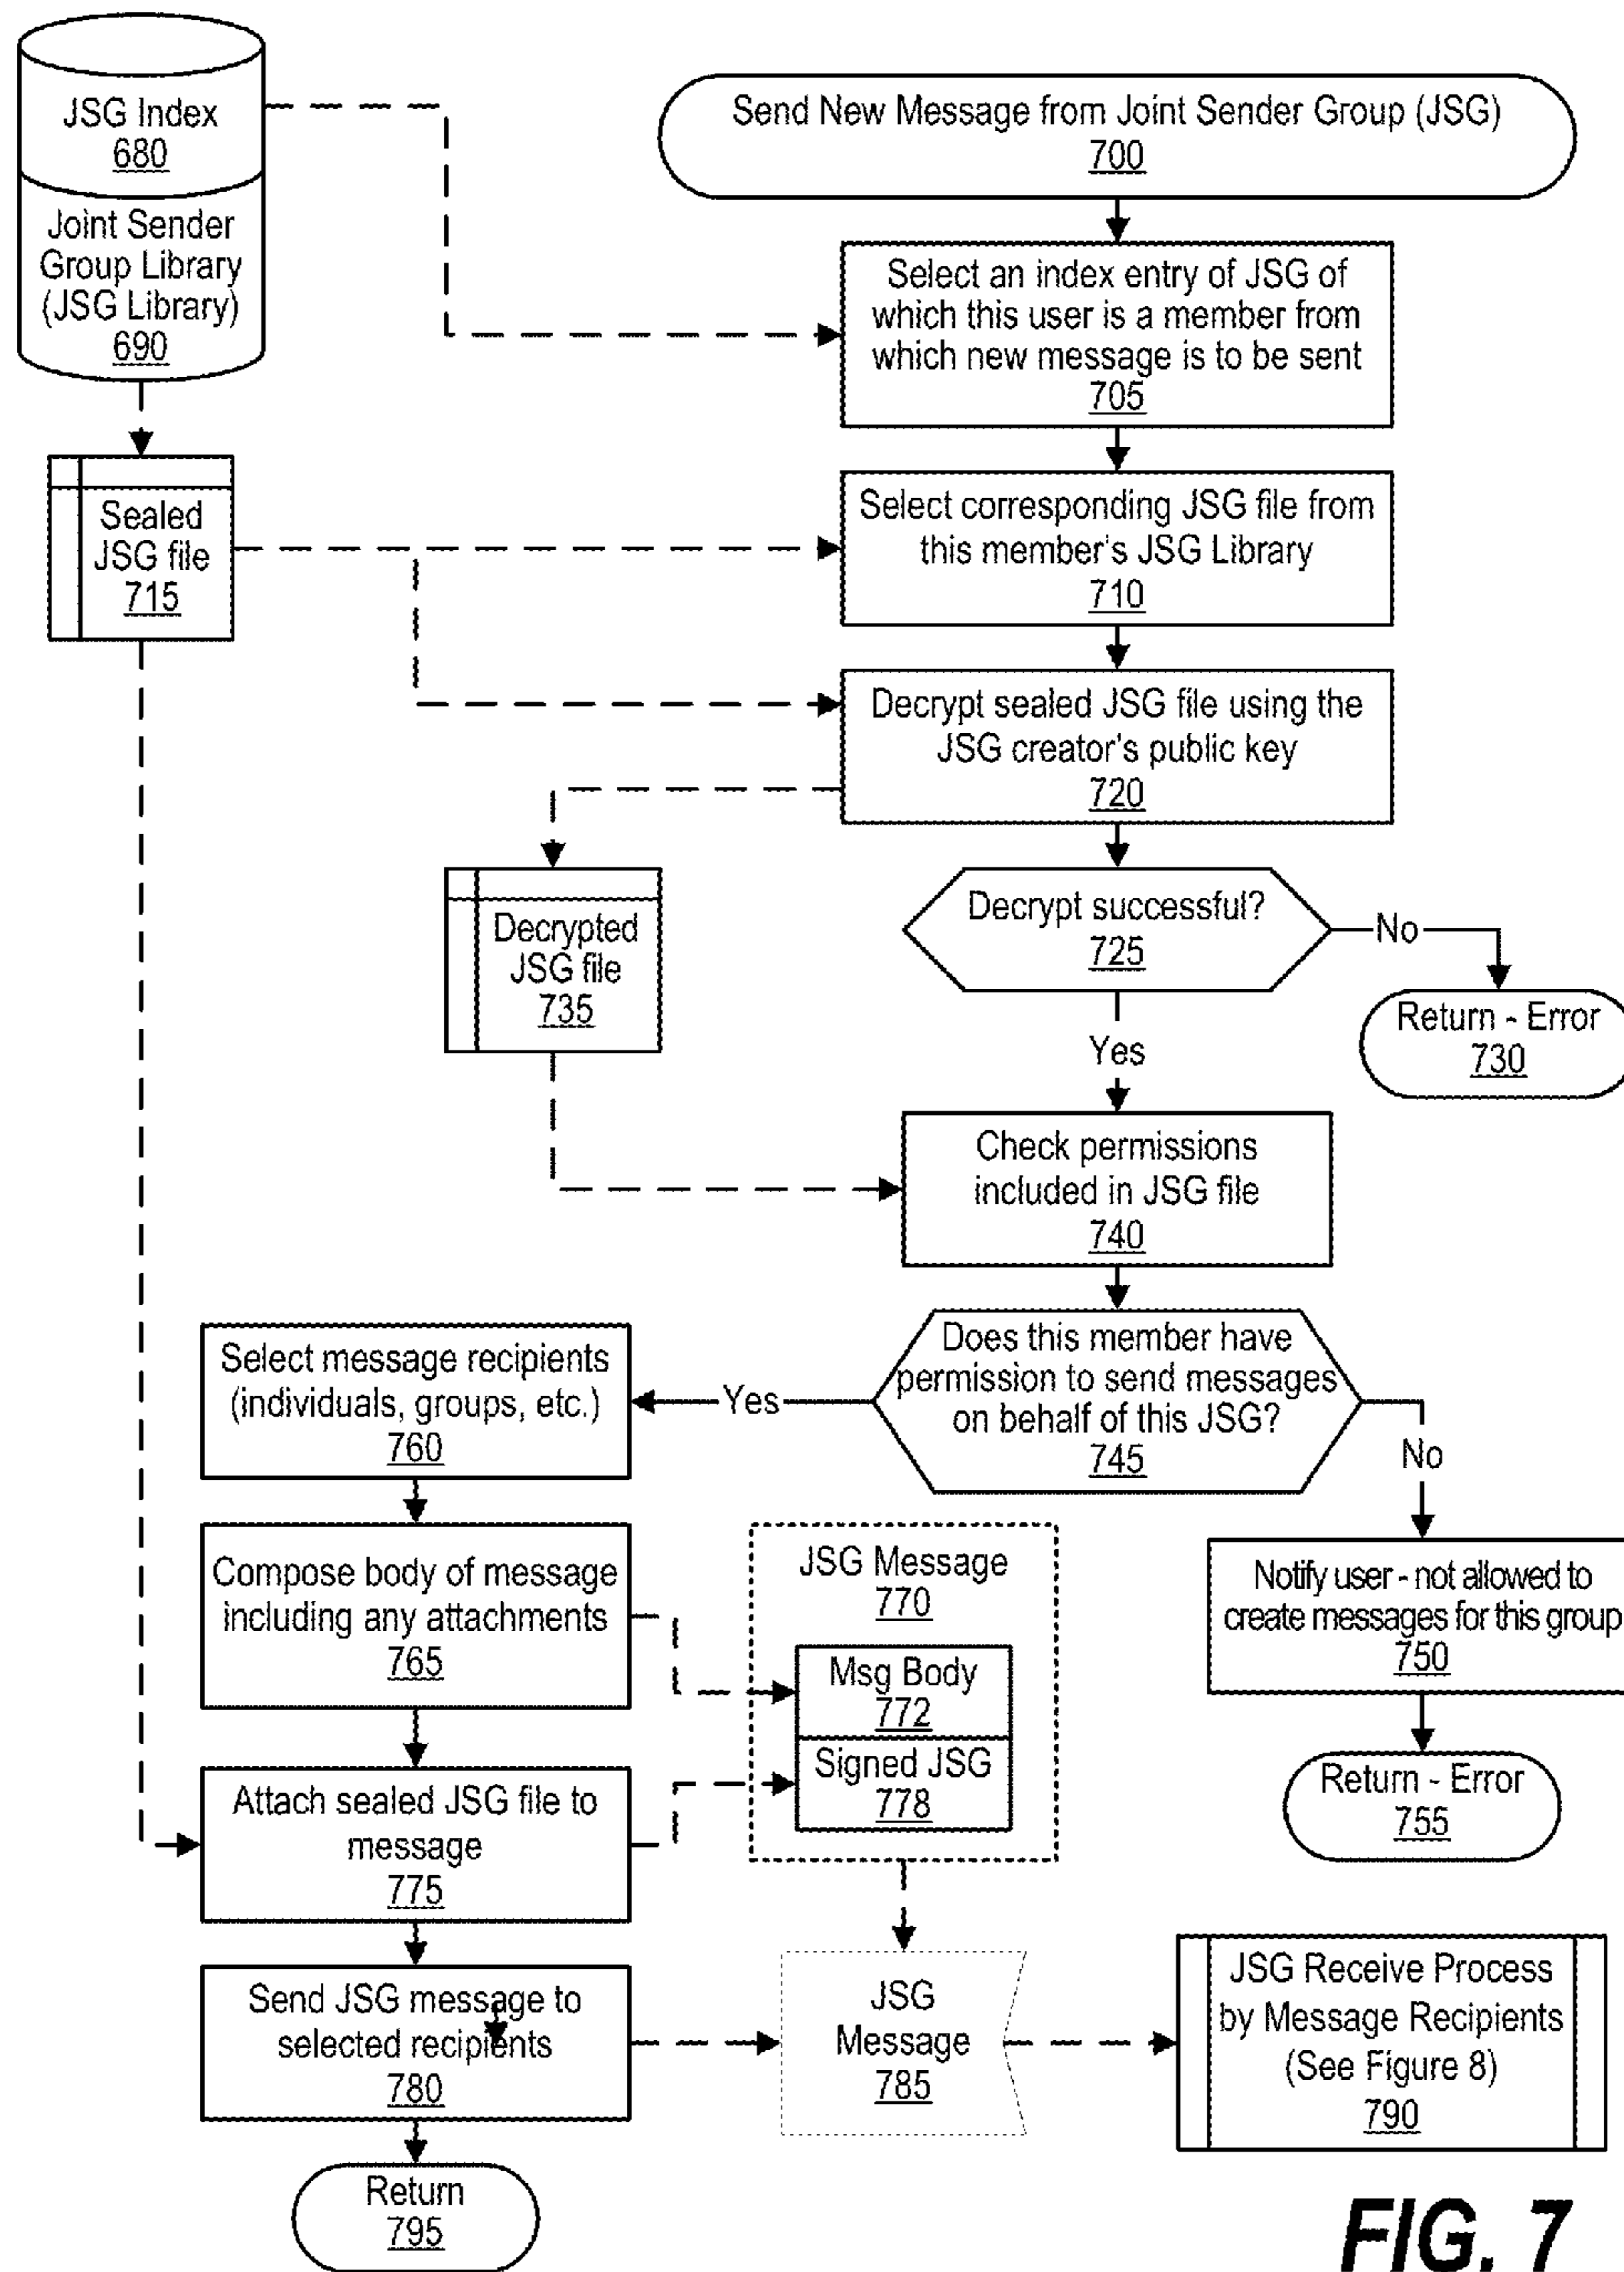 JSG Index
680
Joint Sender
Group Library
(JSG Library)
690
Send New Message from Joint Sender Group (JSG)
700
Select an index entry of JSG of
which this user is a member from
which new message is to be sent
705
Sealed
JSG file
715
Select corresponding JSG file from
this member's JSG Library
710
Decrypt sealed JSG file using the
JSG creator's public key
720
Decrypted
JSG file
735
Decrypt successful?
725
No
Return - Error
730
Yes
Check permissions
included in JSG file
740
Does this member have
permission to send messages
on behalf of this JSG?
745
Yes
No
Select message recipients
(individuals, groups, etc.)
760
Notify user - not allowed to
create messages for this group
750
Return - Error
755
Compose body of message
including any attachments
765
JSG Message
770
Msg Body
772
Signed JSG
778
Attach sealed JSG file to
message
775
Send JSG message to
selected recipients
780
JSG
Message
785
JSG Receive Process
by Message Recipients
(See Figure 8)
790
Return
795
FIG. 7